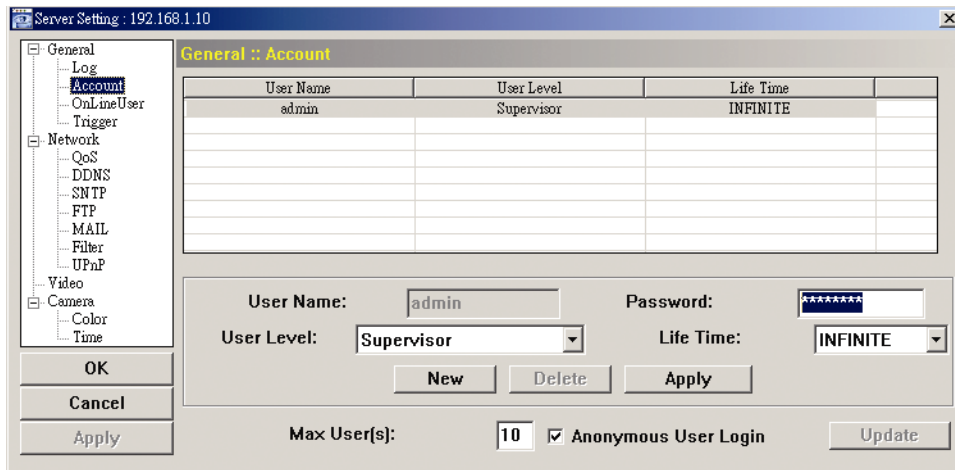 Server Setting : 192.168.1.10
General
Log
Account
OnLineUser
Trigger
Network
QoS
DDNS
SNTP
FTP
MAIL
Filter
UPnP
Video
Camera
Color
Time
OK
Cancel
Apply
General :: Account
User Name User Level Life Time
admin Supervisor INFINITE
User Name: admin Password: ********
User Level: Supervisor Life Time: INFINITE
New Delete Apply
Max User(s): 10 Anonymous User Login Update